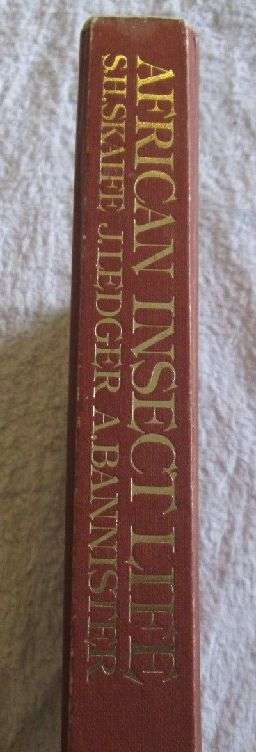 AFRICAN INSECT LIFE
S.H.SKAIFE J.LEDGER A.BANNISTER